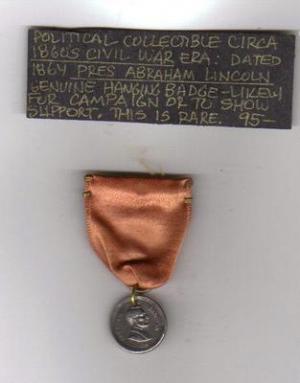 POLITICAL COLLECTIBLE CIRCA
1860'S CIVIL WAR ERA: DATED
1864 PRES ABRAHAM LINCOLN
GENUINE HANGING BADGE-LIKELY
FOR CAMPAIGN OR TO SHOW
SUPPORT. THIS IS RARE. 95-